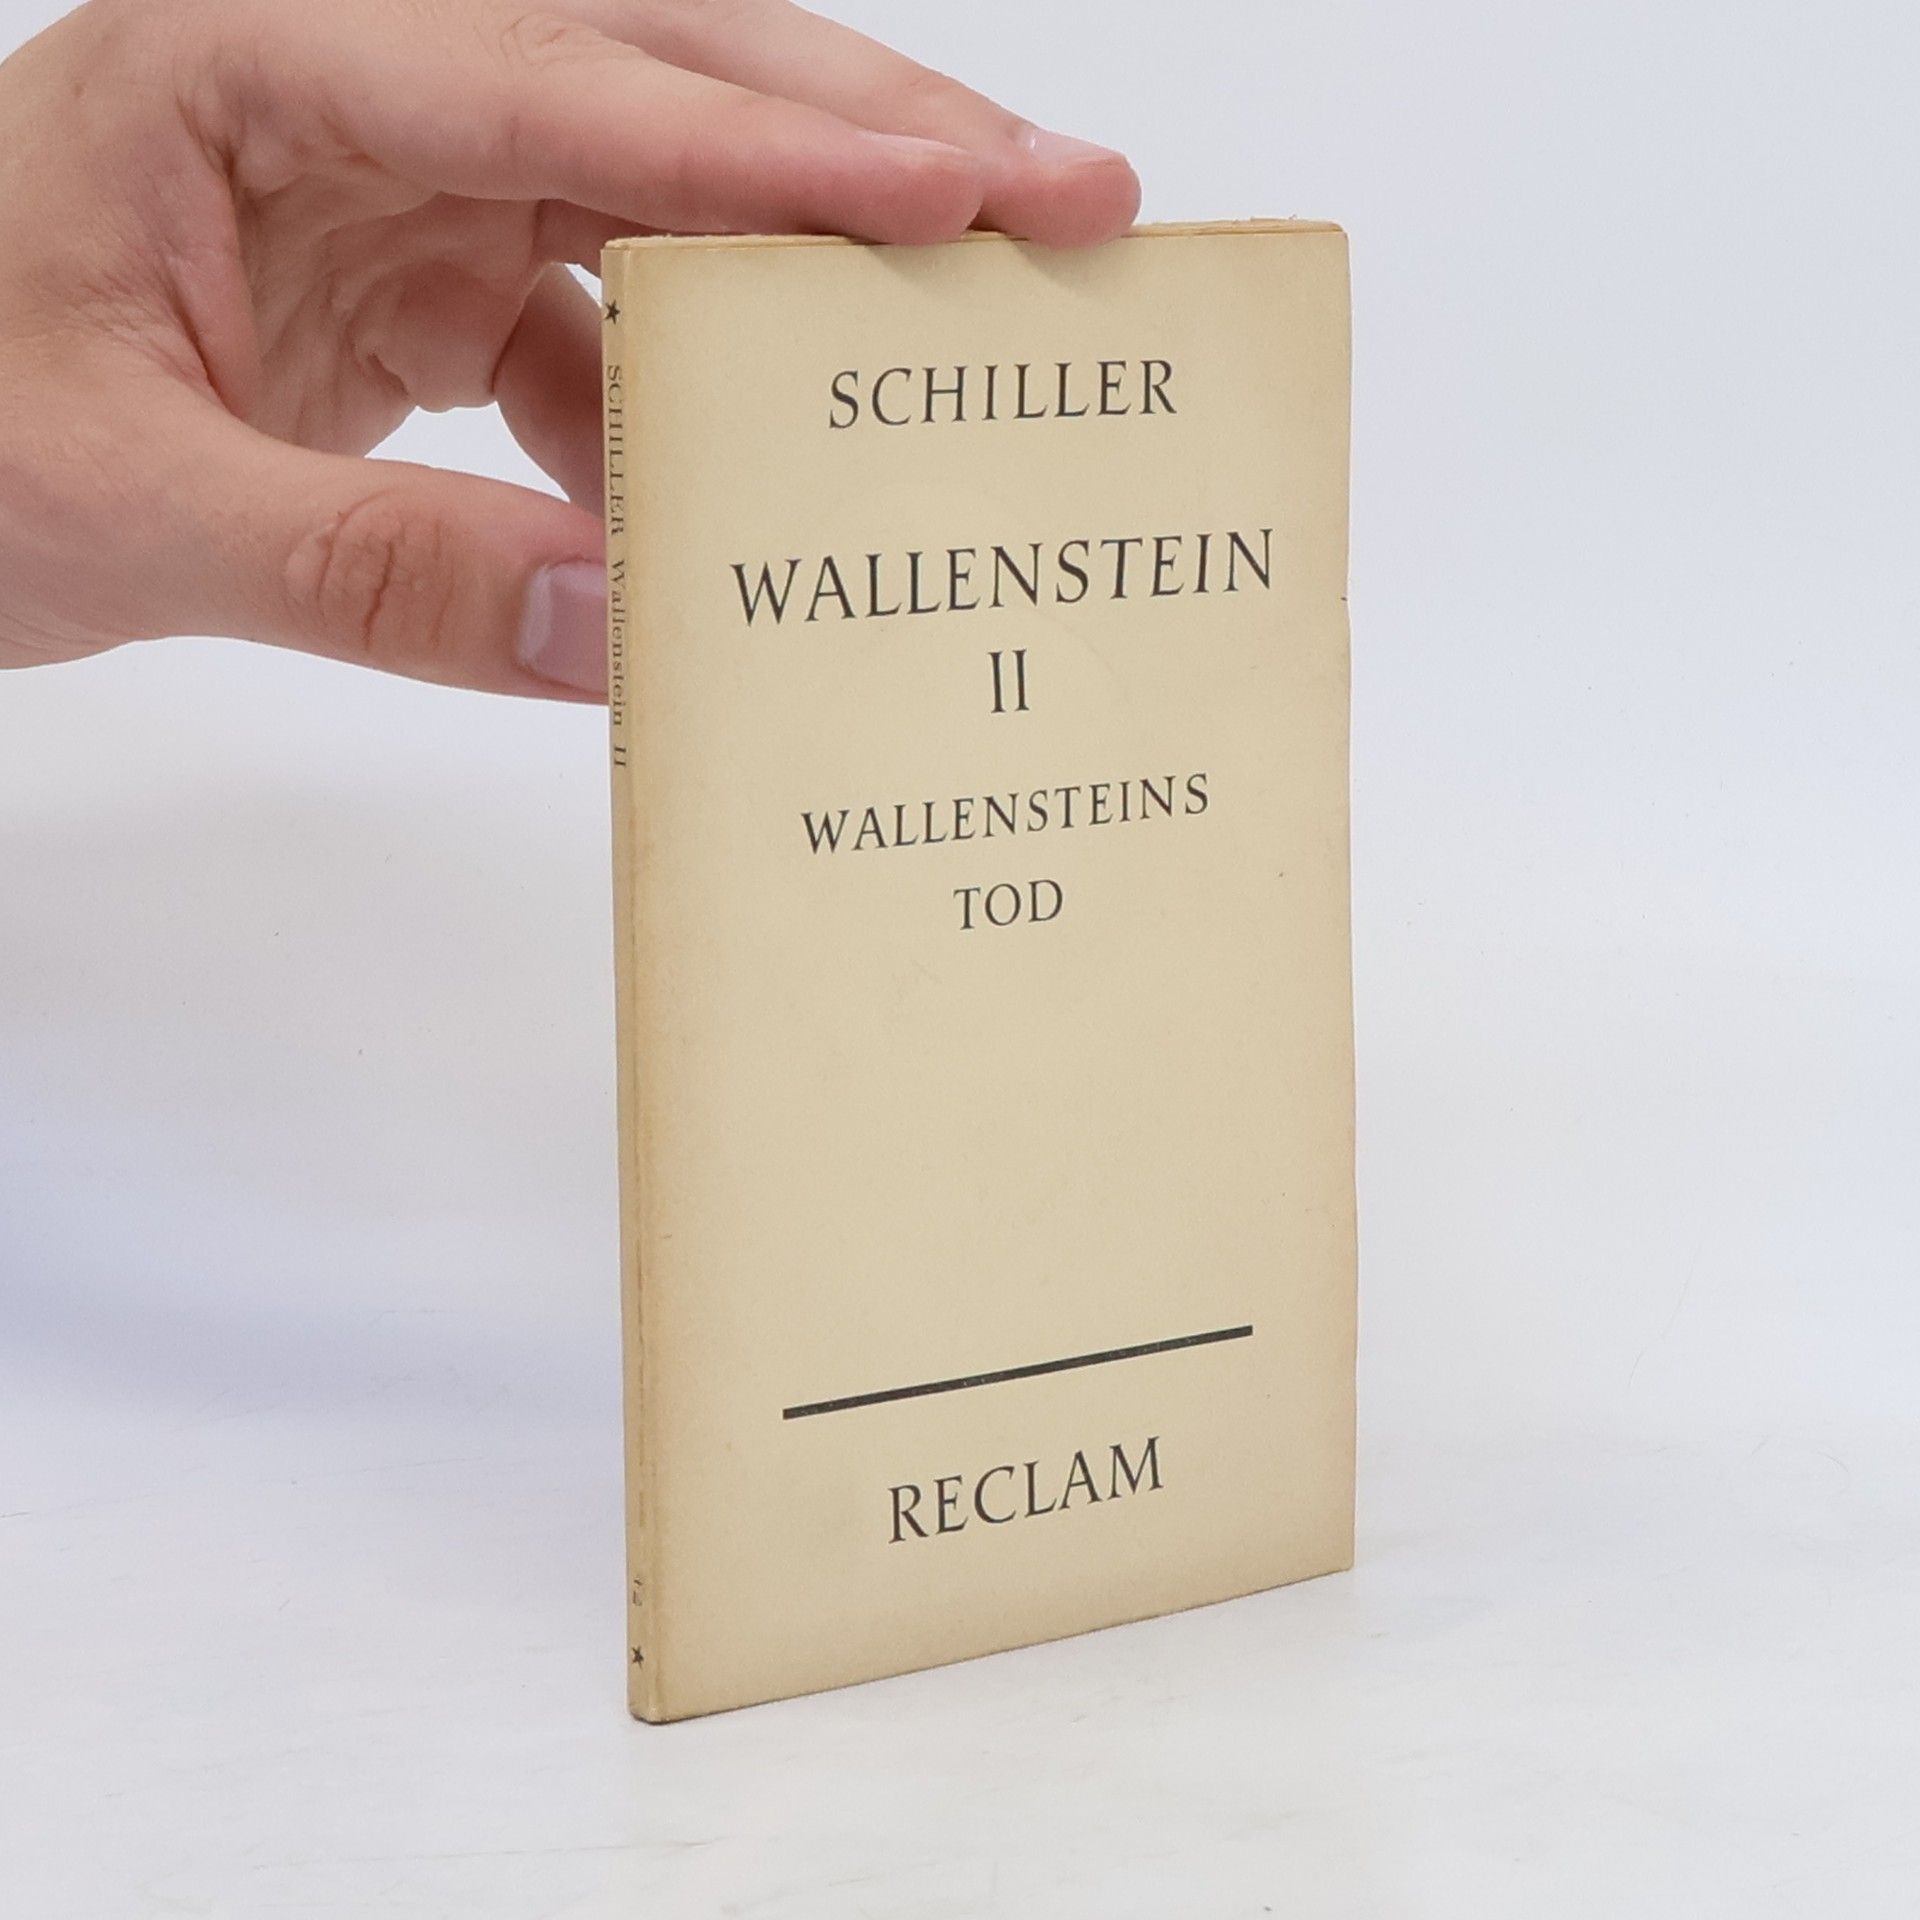 SCHILLER
WALLENSTEIN
II
WALLENSTEINS
TOD
RECLAM
SCHILLER Wallenstein II